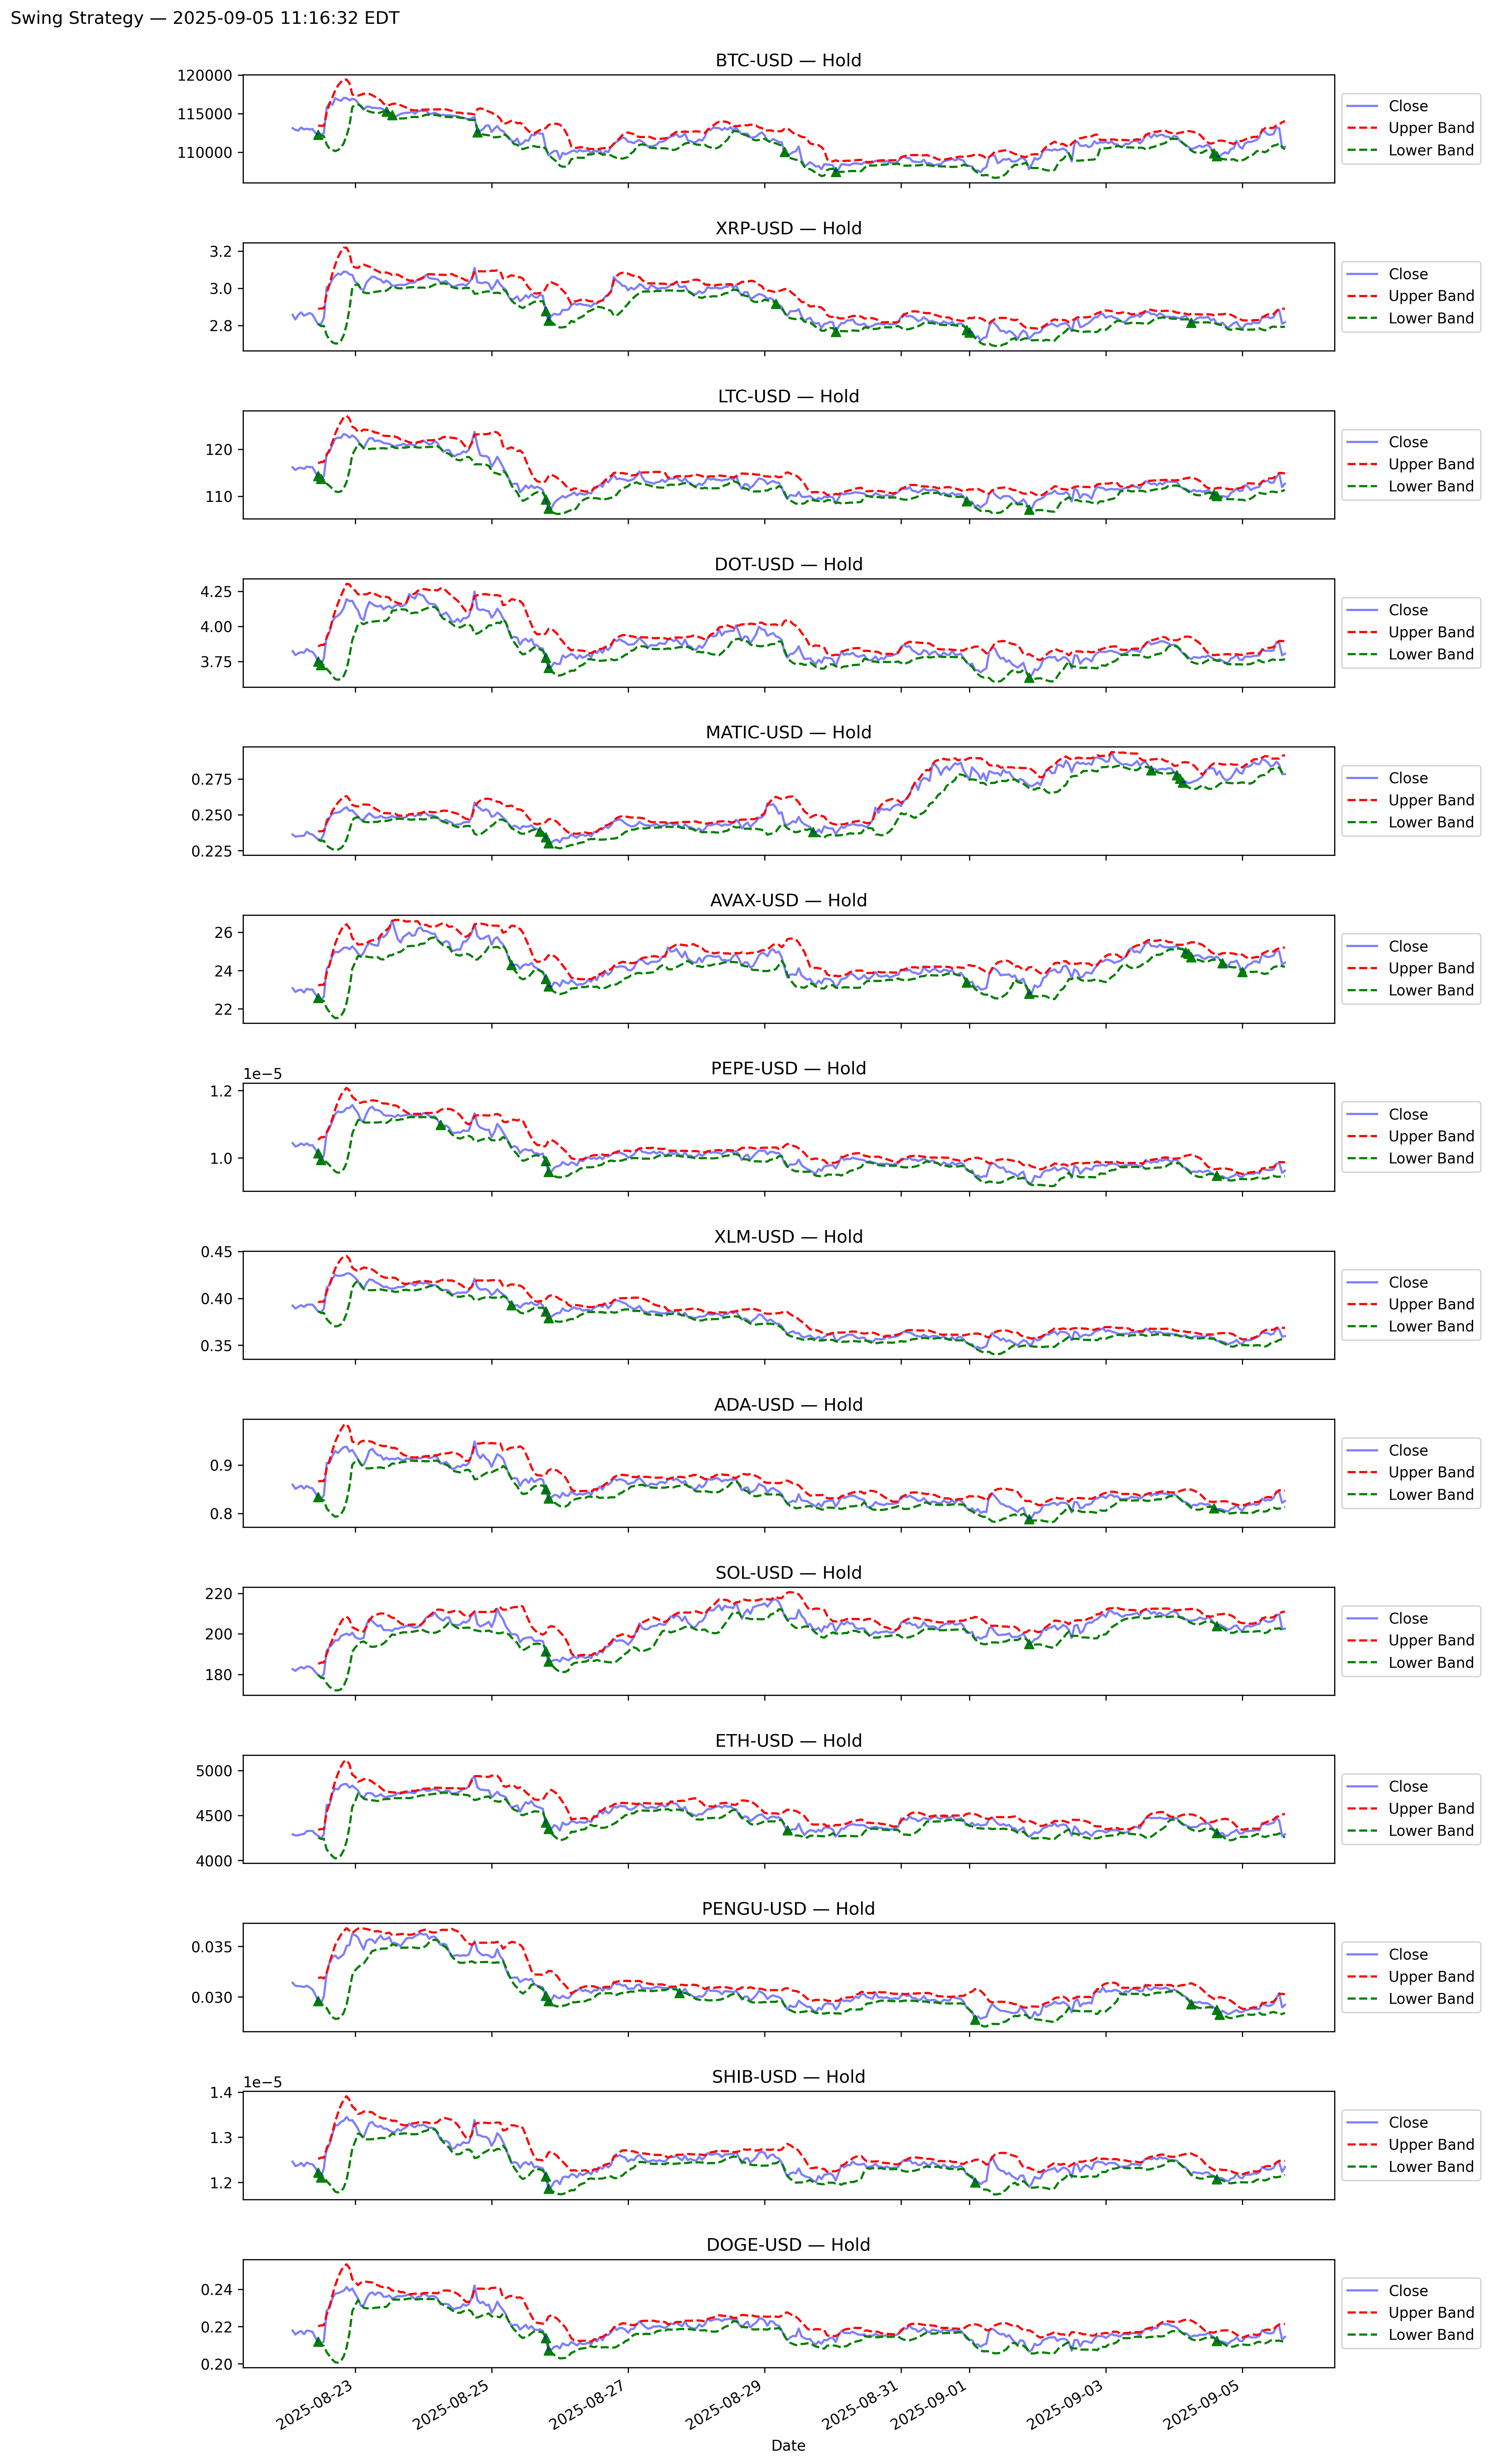 Swing Strategy — 2025-09-05 11:16:32 EDT
BTC-USD — Hold
120000
115000
110000
Close
Upper Band
Lower Band
XRP-USD — Hold
3.2
3.0
2.8
Close
Upper Band
Lower Band
LTC-USD — Hold
120
110
Close
Upper Band
Lower Band
DOT-USD — Hold
4.25
4.00
3.75
Close
Upper Band
Lower Band
MATIC-USD — Hold
0.275
0.250
0.225
Close
Upper Band
Lower Band
AVAX-USD — Hold
26
24
22
Close
Upper Band
Lower Band
PEPE-USD — Hold
1e−5
1.2
1.0
Close
Upper Band
Lower Band
XLM-USD — Hold
0.45
0.40
0.35
Close
Upper Band
Lower Band
ADA-USD — Hold
0.9
0.8
Close
Upper Band
Lower Band
SOL-USD — Hold
220
200
180
Close
Upper Band
Lower Band
ETH-USD — Hold
5000
4500
4000
Close
Upper Band
Lower Band
PENGU-USD — Hold
0.035
0.030
Close
Upper Band
Lower Band
SHIB-USD — Hold
1e−5
1.4
1.3
1.2
Close
Upper Band
Lower Band
DOGE-USD — Hold
0.24
0.22
0.20
Close
Upper Band
Lower Band
2025-08-23
2025-08-25
2025-08-27
2025-08-29
2025-08-31
2025-09-01
2025-09-03
2025-09-05
Date